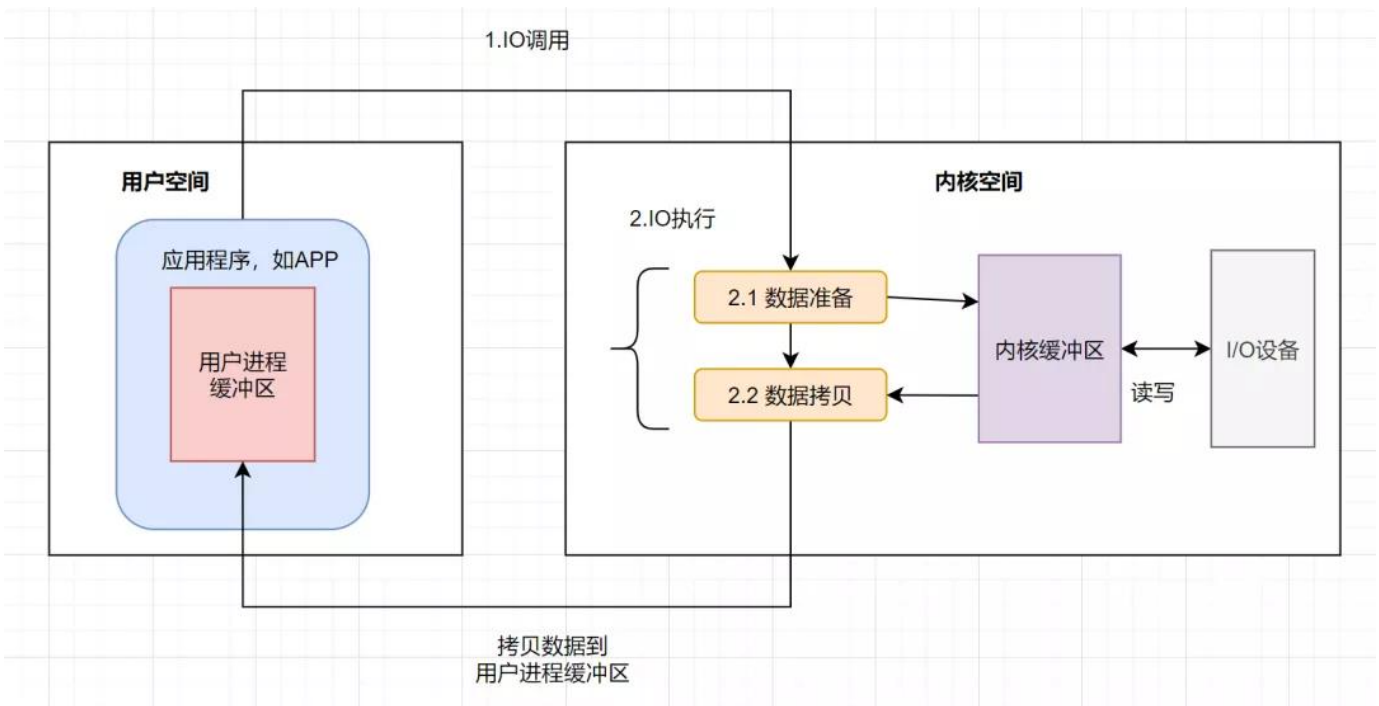 1.IO调用
用户空间
内核空间
2.IO执行
应用程序，如APP
2.1 数据准备
用户进程
缓冲区
内核缓冲区
I/O设备
2.2 数据拷贝
读写
拷贝数据到
用户进程缓冲区